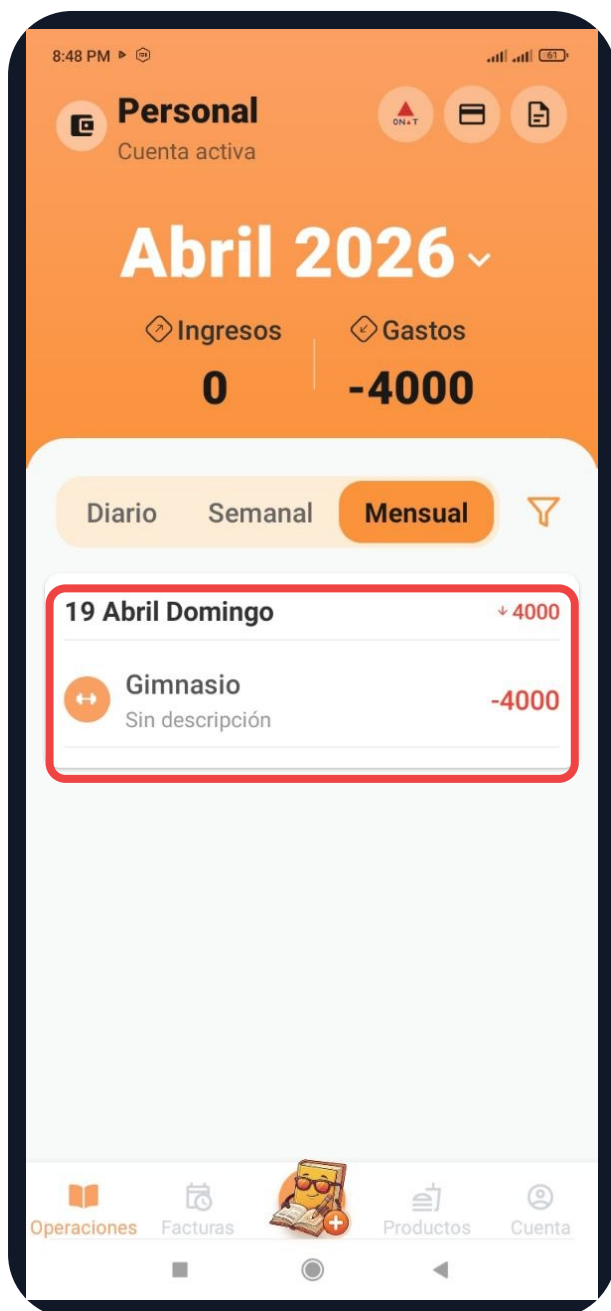 8:48 PM
61
Personal
Cuenta activa
ON▲T
Abril 2026
Ingresos
Gastos
0
-4000
Diario
Semanal
Mensual
19 Abril Domingo
4000
Gimnasio
-4000
Sin descripción
Operaciones
Facturas
Productos
Cuenta